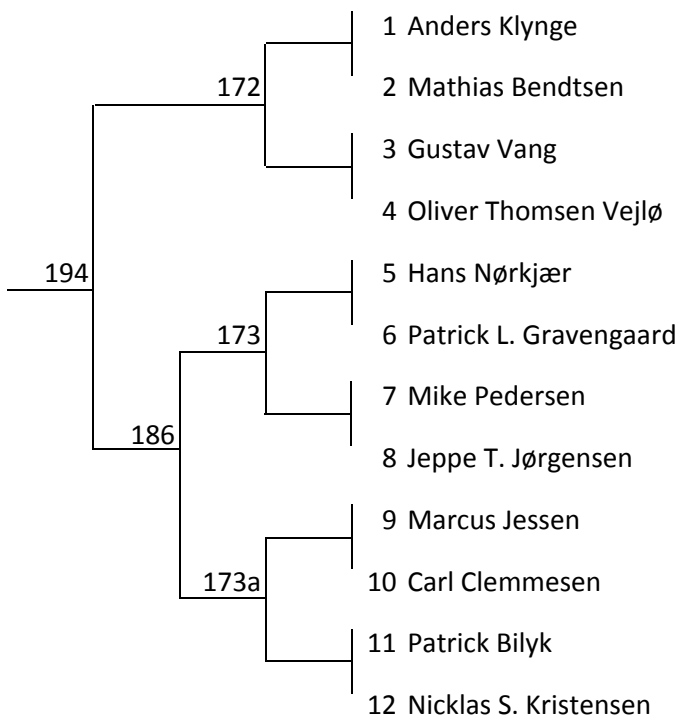 1 Anders Klynge
172
2 Mathias Bendtsen
3 Gustav Vang
4 Oliver Thomsen Vejlø
194
5 Hans Nørkjær
173
6 Patrick L. Gravengaard
7 Mike Pedersen
186
8 Jeppe T. Jørgensen
9 Marcus Jessen
173a
10 Carl Clemmesen
11 Patrick Bilyk
12 Nicklas S. Kristensen